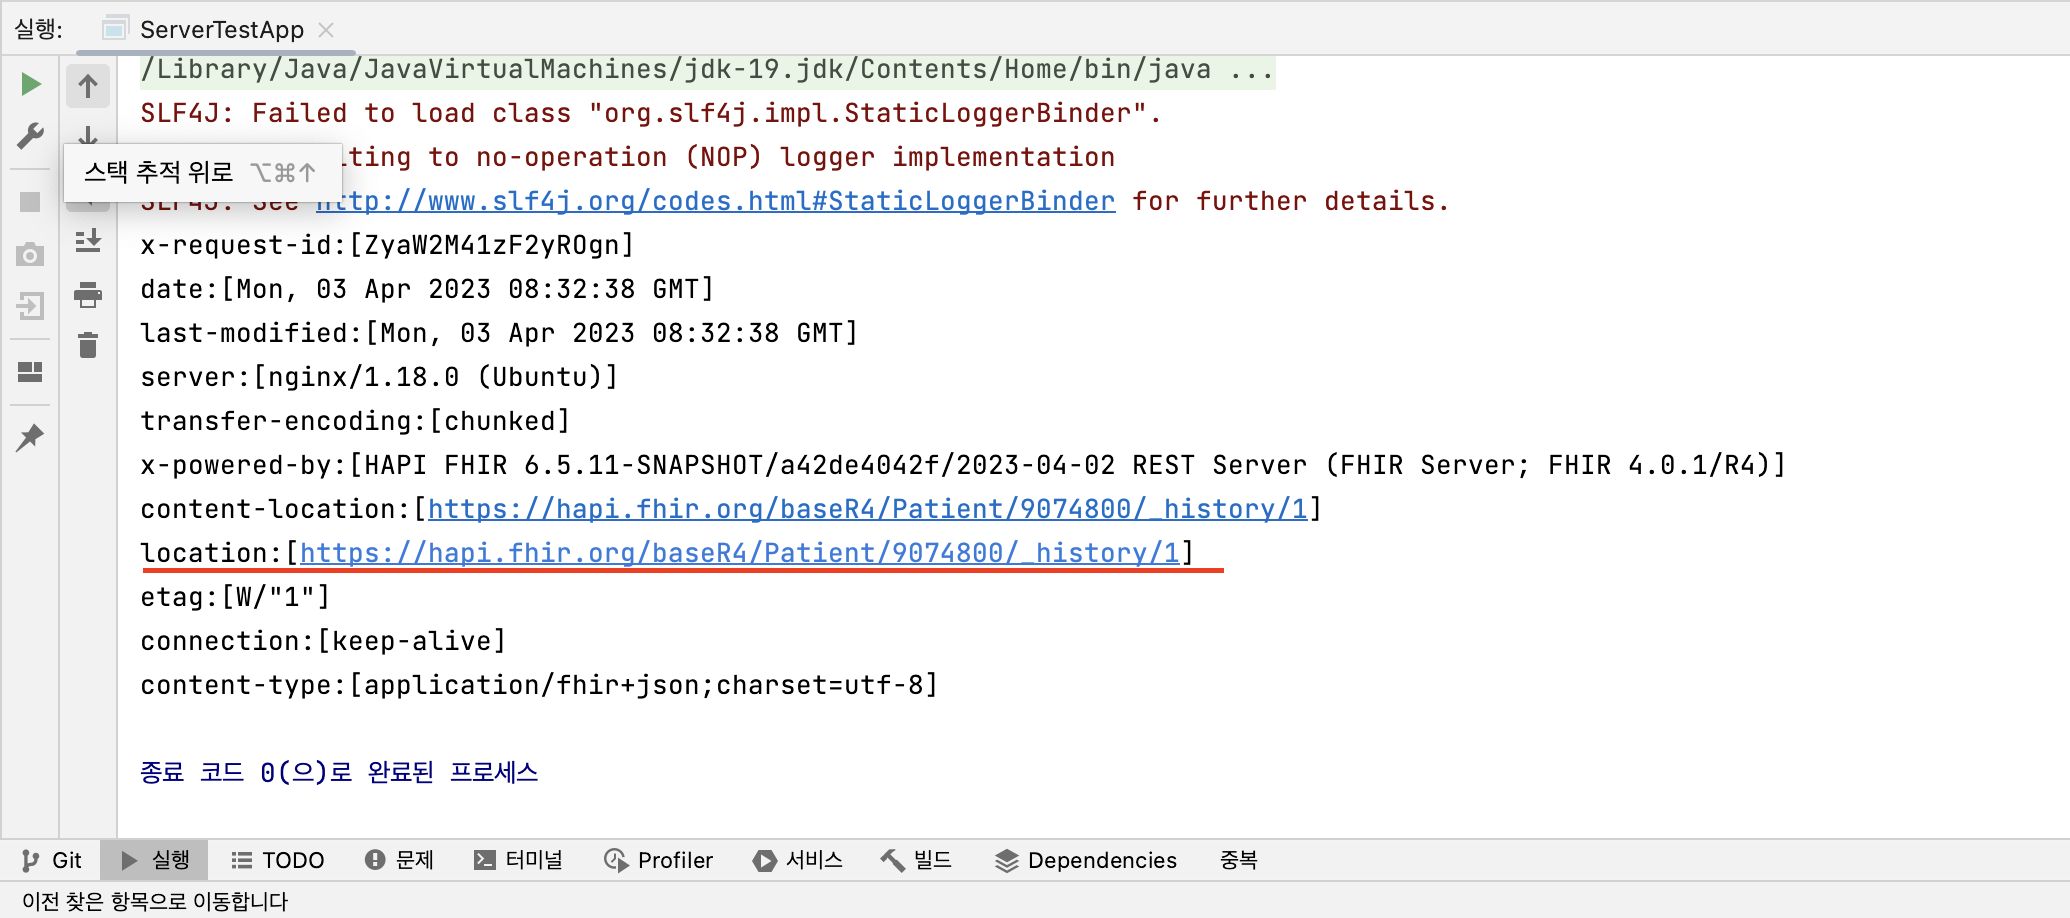 실행: ServerTestApp
/Library/Java/JavaVirtualMachines/jdk-19.jdk/Contents/Home/bin/java ...
SLF4J: Failed to load class "org.slf4j.impl.StaticLoggerBinder".
스택 추적 위로 ⌥⌘↑
lting to no-operation (NOP) logger implementation
SLF4J: See http://www.slf4j.org/codes.html#StaticLoggerBinder for further details.
x-request-id:[ZyaW2M41zF2yROgn]
date:[Mon, 03 Apr 2023 08:32:38 GMT]
last-modified:[Mon, 03 Apr 2023 08:32:38 GMT]
server:[nginx/1.18.0 (Ubuntu)]
transfer-encoding:[chunked]
x-powered-by:[HAPI FHIR 6.5.11-SNAPSHOT/a42de4042f/2023-04-02 REST Server (FHIR Server; FHIR 4.0.1/R4)]
content-location:[https://hapi.fhir.org/baseR4/Patient/9074800/_history/1]
location:[https://hapi.fhir.org/baseR4/Patient/9074800/_history/1]
etag:[W/"1"]
connection:[keep-alive]
content-type:[application/fhir+json;charset=utf-8]
종료 코드 0(으)로 완료된 프로세스
Git 실행 TODO 문제 터미널 Profiler 서비스 빌드 Dependencies 중복
이전 찾은 항목으로 이동합니다